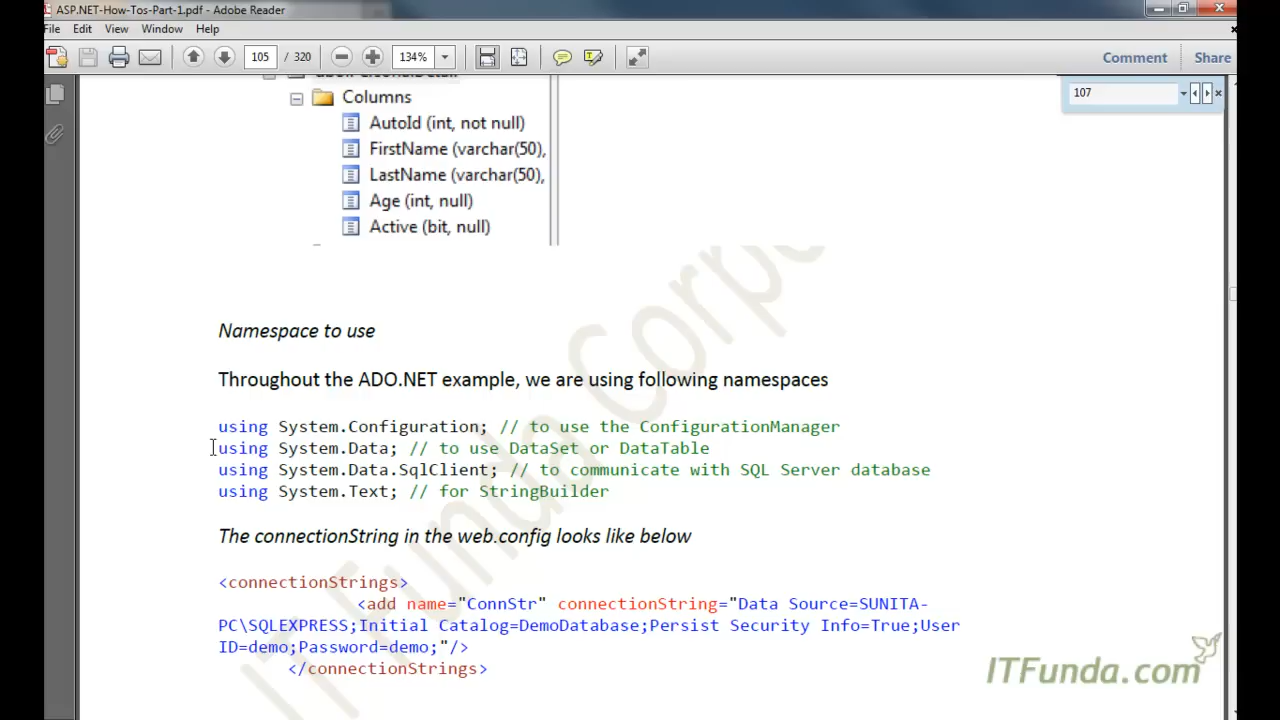 ASP.NET-How-Tos-Part-1.pdf - Adobe Reader
File Edit View Window Help
105 / 320 134% Comment Share
107
Columns
AutoId (int, not null)
FirstName (varchar(50),
LastName (varchar(50),
Age (int, null)
Active (bit, null)
Namespace to use
Throughout the ADO.NET example, we are using following namespaces
using System.Configuration; // to use the ConfigurationManager
using System.Data; // to use DataSet or DataTable
using System.Data.SqlClient; // to communicate with SQL Server database
using System.Text; // for StringBuilder
The connectionString in the web.config looks like below
<connectionStrings>
<add name="ConnStr" connectionString="Data Source=SUNITA-
PC\SQLEXPRESS;Initial Catalog=DemoDatabase;Persist Security Info=True;User
ID=demo;Password=demo;"/>
</connectionStrings>
ITFunda.com